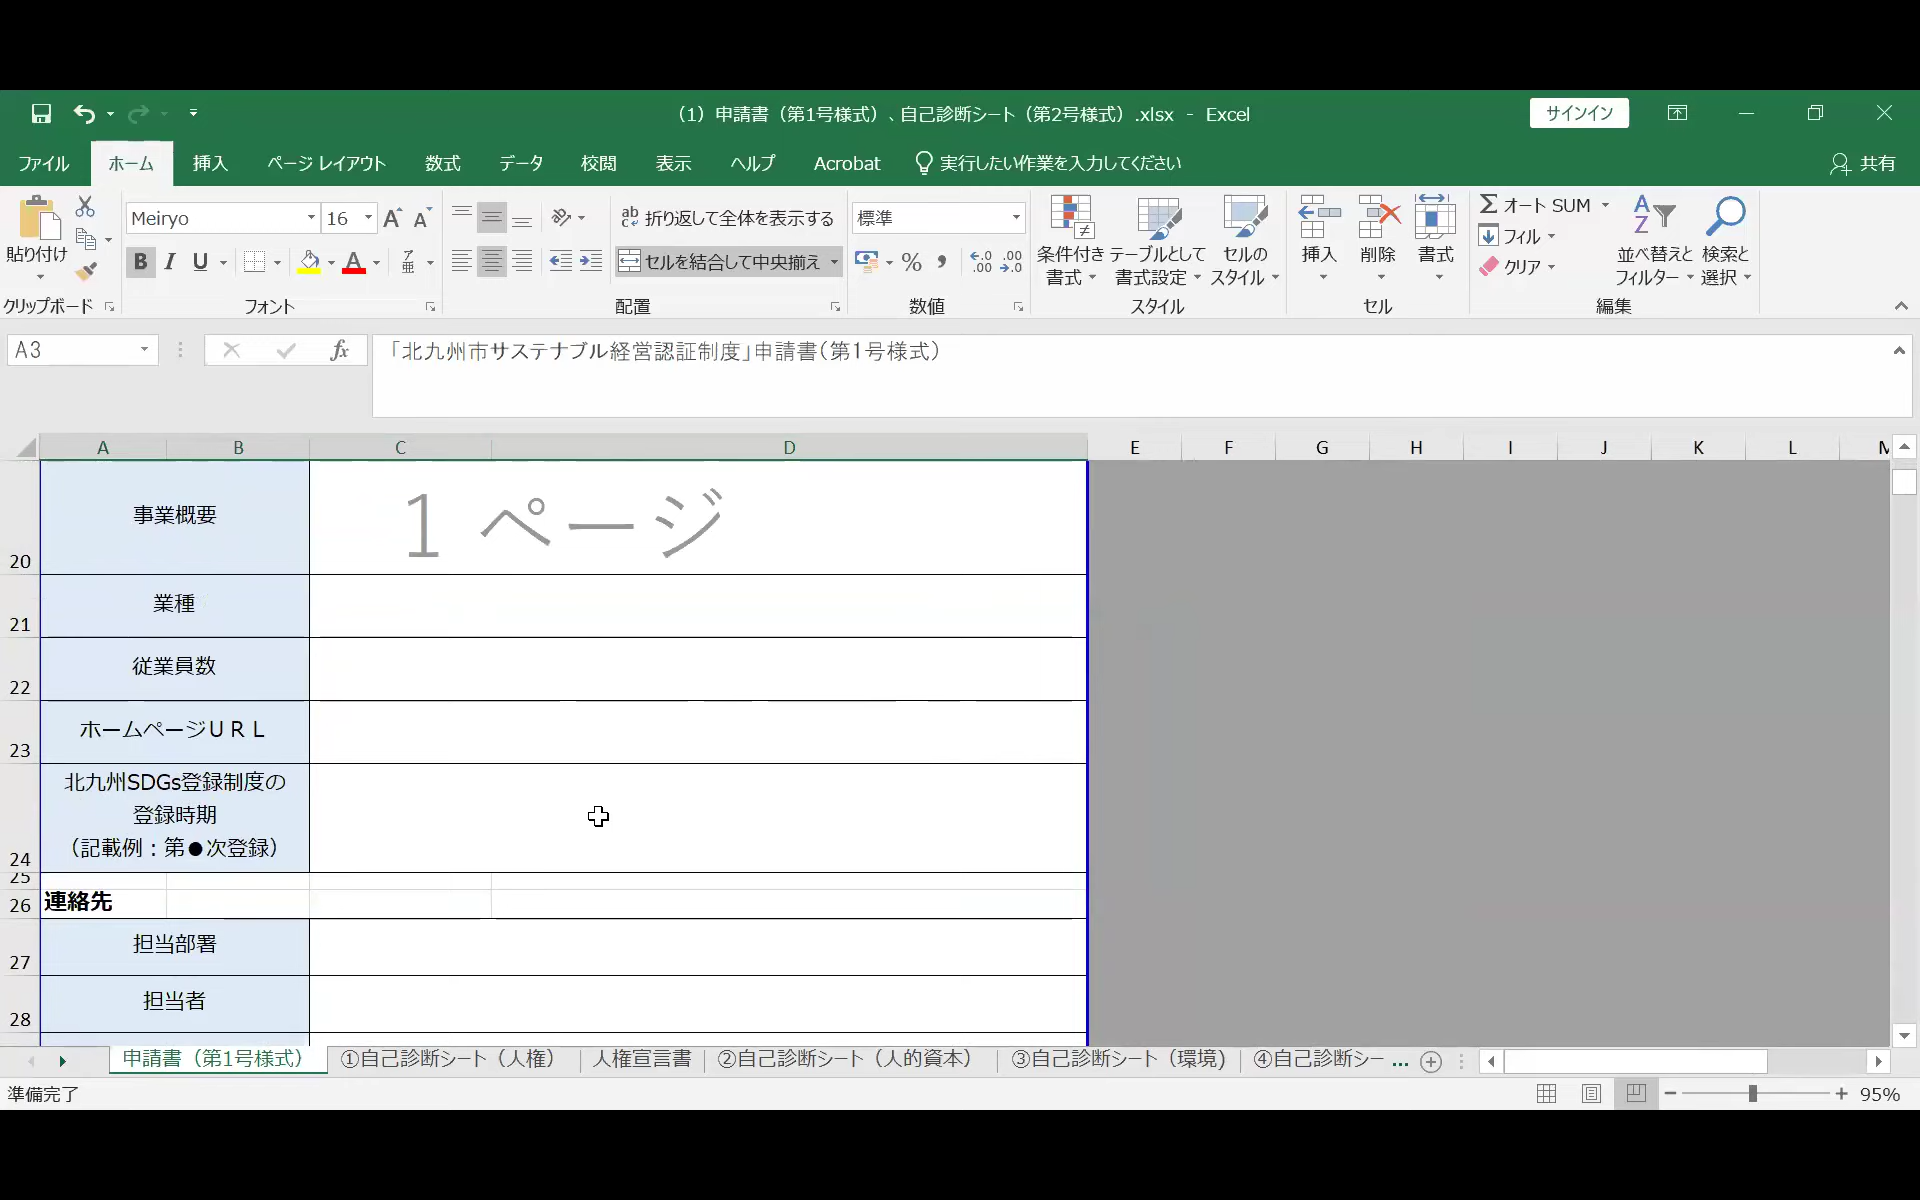 (1) 申請書（第1号様式）、自己診断シート（第2号様式）.xlsx - Excel
サインイン
ファイル ホーム 挿入 ページ レイアウト 数式 データ 校閲 表示 ヘルプ Acrobat 実行したい作業を入力してください 共有
貼り付け
クリップボード
Meiryo 16
B I U
フォント
折り返して全体を表示する
セルを結合して中央揃え
配置
標準
数値
条件付き書式
テーブルとして書式設定
セルのスタイル
スタイル
挿入 削除 書式
セル
オート SUM
フィル
クリア
並べ替えとフィルター
検索と選択
編集
A3 fx 「北九州市サステナブル経営認証制度」申請書（第1号様式）
A B C D E F G H I J K L M
20 事業概要 1 ページ
21 業種
22 従業員数
23 ホームページＵＲＬ
24 北九州SDGs登録制度の
登録時期
（記載例：第●次登録）
25
26 連絡先
27 担当部署
28 担当者
申請書（第1号様式） ①自己診断シート（人権） 人権宣言書 ②自己診断シート（人的資本） ③自己診断シート（環境） ④自己診断シー ...
準備完了 95%